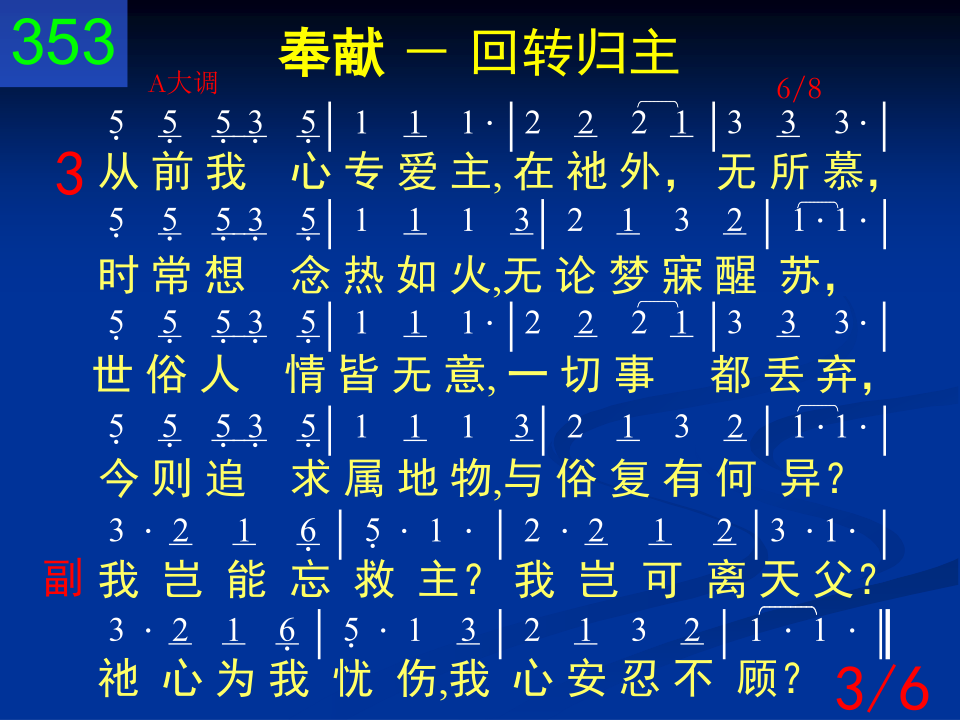 353
奉献 － 回转归主
A大调 6/8
5 5 5 3 5 | 1 1 1 · | 2 2 2 1 | 3 3 3 · |
3 从 前 我 心 专 爱 主, 在 祂 外， 无 所 慕，
5 5 5 3 5 | 1 1 1 3 | 2 1 3 2 | 1 · 1 · |
时 常 想 念 热 如 火,无 论 梦 寐 醒 苏，
5 5 5 3 5 | 1 1 1 · | 2 2 2 1 | 3 3 3 · |
世 俗 人 情 皆 无 意, 一 切 事 都 丢 弃，
5 5 5 3 5 | 1 1 1 3 | 2 1 3 2 | 1 · 1 · |
今 则 追 求 属 地 物,与 俗 复 有 何 异？
3 · 2 1 6 | 5 · 1 · | 2 · 2 1 2 | 3 · 1 · |
副 我 岂 能 忘 救 主？ 我 岂 可 离 天 父？
3 · 2 1 6 | 5 · 1 3 | 2 1 3 2 | 1 · 1 · ‖
祂 心 为 我 忧 伤,我 心 安 忍 不 顾？
3/6